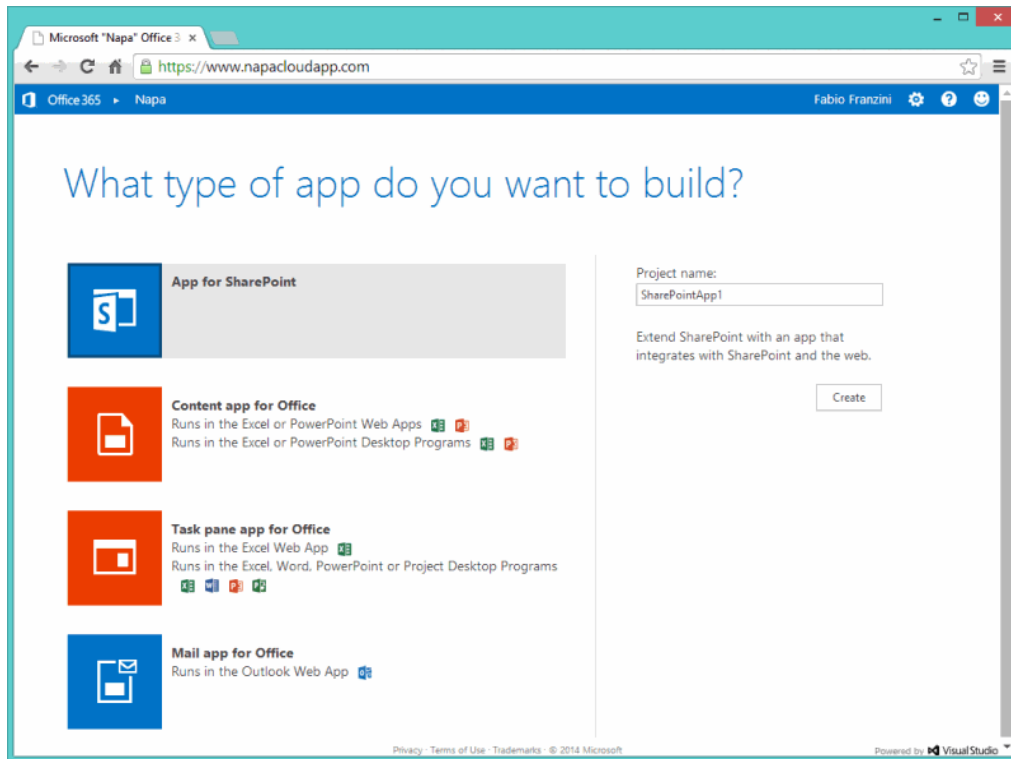 Microsoft "Napa" Office 3
https://www.napacloudapp.com
Office 365 ▸ Napa
Fabio Franzini
What type of app do you want to build?
App for SharePoint
Content app for Office
Runs in the Excel or PowerPoint Web Apps
Runs in the Excel or PowerPoint Desktop Programs
Task pane app for Office
Runs in the Excel Web App
Runs in the Excel, Word, PowerPoint or Project Desktop Programs
Mail app for Office
Runs in the Outlook Web App
Project name:
SharePointApp1
Extend SharePoint with an app that
integrates with SharePoint and the web.
Create
Privacy · Terms of Use · Trademarks · © 2014 Microsoft
Powered by Visual Studio